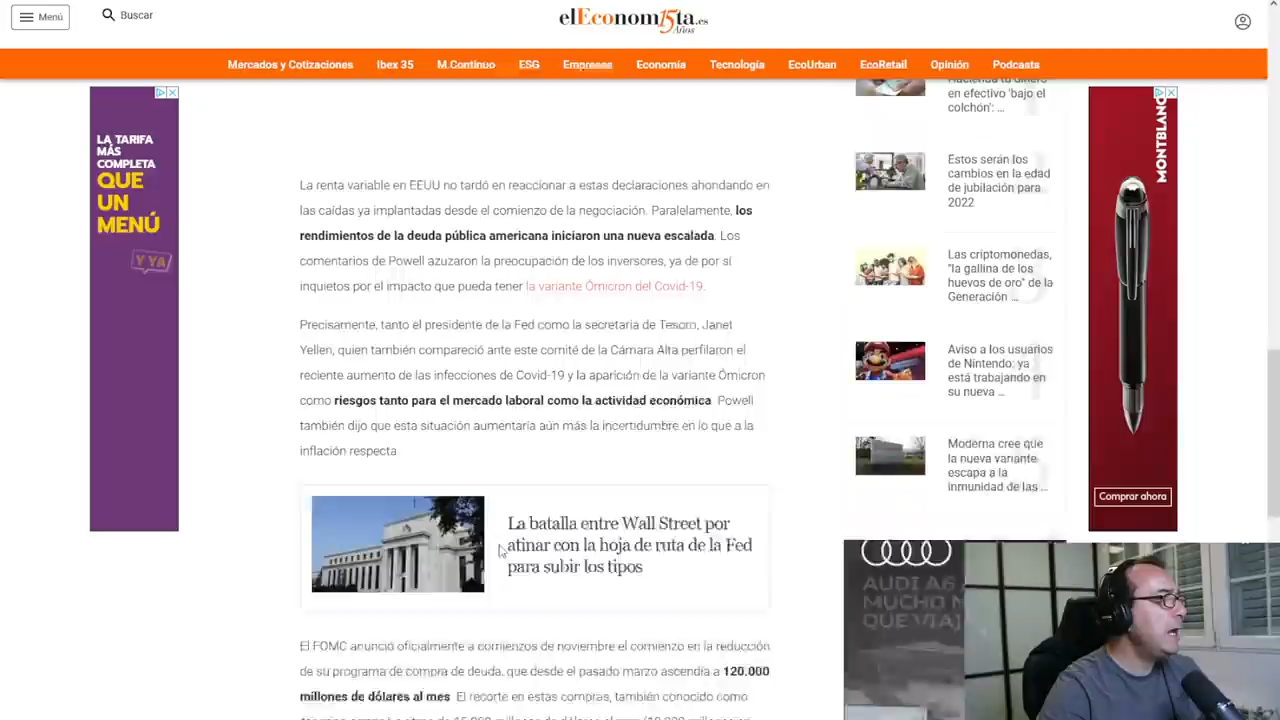 Menú
Buscar
elEconom15ta.es
Años
Mercados y Cotizaciones Ibex 35 M.Continuo ESG Empresas Economía Tecnología EcoUrban EcoRetail Opinión Podcasts
LA TARIFA
MÁS
COMPLETA
QUE
UN
MENÚ
Y YA
La renta variable en EEUU no tardó en reaccionar a estas declaraciones ahondando en
las caídas ya implantadas desde el comienzo de la negociación. Paralelamente, los
rendimientos de la deuda pública americana iniciaron una nueva escalada. Los
comentarios de Powell azuzaron la preocupación de los inversores, ya de por sí
inquietos por el impacto que pueda tener la variante Ómicron del Covid-19.
Precisamente, tanto el presidente de la Fed como la secretaria de Tesoro, Janet
Yellen, quien también compareció ante este comité de la Cámara Alta perfilaron el
reciente aumento de las infecciones de Covid-19 y la aparición de la variante Ómicron
como riesgos tanto para el mercado laboral como la actividad económica. Powell
también dijo que esta situación aumentaría aún más la incertidumbre en lo que a la
inflación respecta.
La batalla entre Wall Street por
atinar con la hoja de ruta de la Fed
para subir los tipos
El FOMC anunció oficialmente a comienzos de noviembre el comienzo en la reducción
de su programa de compra de deuda, que desde el pasado marzo ascendía a 120.000
millones de dólares al mes. El recorte en estas compras, también conocido como
Hacienda tu dinero
en efectivo 'bajo el
colchón': ...
Estos serán los
cambios en la edad
de jubilación para
2022
Las criptomonedas,
"la gallina de los
huevos de oro" de la
Generación ...
Aviso a los usuarios
de Nintendo: ya
está trabajando en
su nueva ...
Moderna cree que
la nueva variante
escapa a la
inmunidad de las ...
MONTBLANC
Comprar ahora
AUDI A6
MUCHO
QUE VIAJ